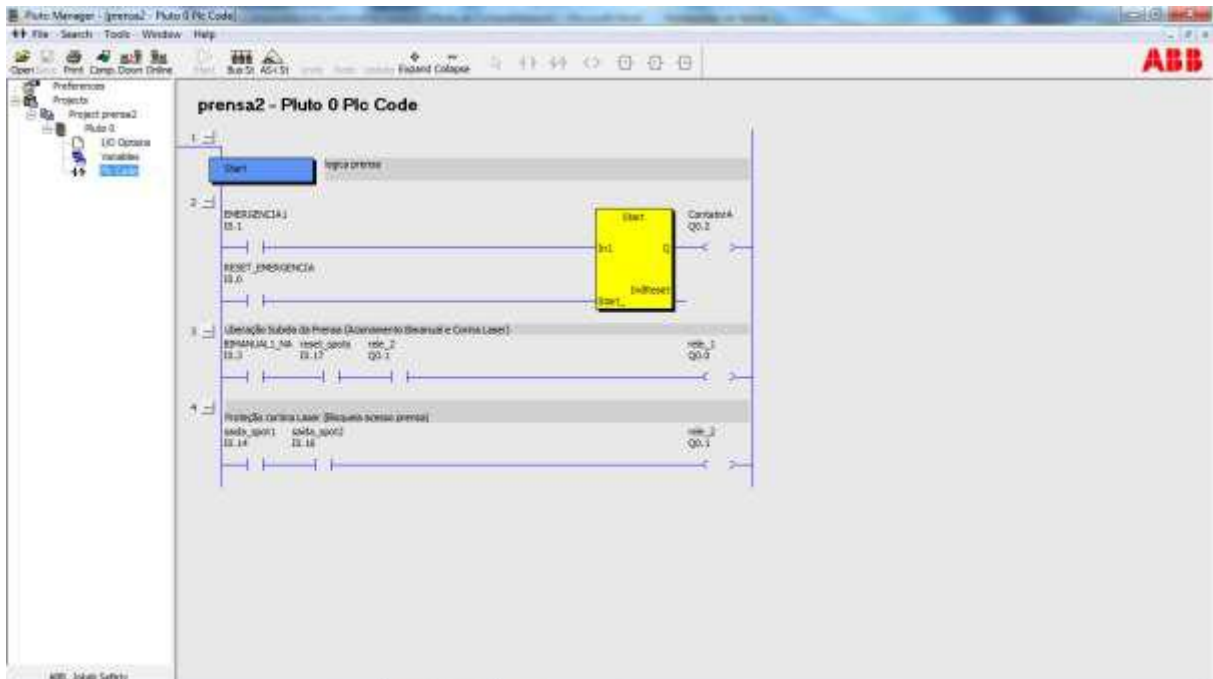 Pluto Manager - [prensa2 - Pluto 0 Plc Code]
File Search Tools Window Help
Open Print Comp. Down Online Bus St AS-i St Expand Collapse
ABB
Preferences
Projects
Project prensa2
Pluto 0
I/O Options
Variables
Plc Code
prensa2 - Pluto 0 Plc Code
1
Start
logica prensa
2
EMERGENCIA1
I0.1
Start
ContatorA
Q0.2
In1 Q
RESET_EMERGENCIA
I0.0
IndReset
Start_
3
Liberação Subida da Prensa (Acionamento Bimanual e Cortina Laser)
BIMANUAL1_NA reset_spots rele_2 rele_1
I0.3 I0.17 Q0.1 Q0.0
4
Proteção cortina Laser (Bloqueia acesso prensa)
saida_spot1 saida_spot2 rele_2
I0.14 I0.16 Q0.1
ABB, Jokab Safety